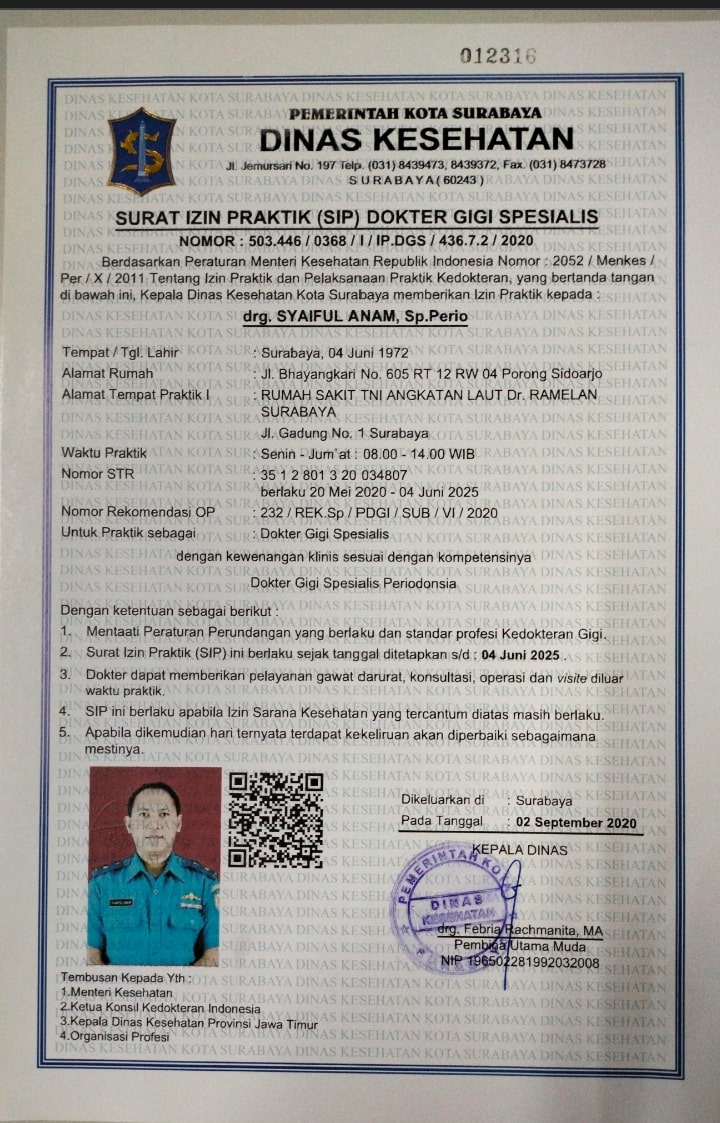 012316
PEMERINTAH KOTA SURABAYA
DINAS KESEHATAN
Jl. Jemursari No. 197 Telp. (031) 8439473, 8439372, Fax. (031) 8473728
SURABAYA ( 60243 )
SURAT IZIN PRAKTIK (SIP) DOKTER GIGI SPESIALIS
NOMOR : 503.446 / 0368 / I / IP.DGS / 436.7.2 / 2020
Berdasarkan Peraturan Menteri Kesehatan Republik Indonesia Nomor : 2052 / Menkes /
Per / X / 2011 Tentang Izin Praktik dan Pelaksanaan Praktik Kedokteran, yang bertanda tangan
di bawah ini, Kepala Dinas Kesehatan Kota Surabaya memberikan Izin Praktik kepada :
drg. SYAIFUL ANAM, Sp.Perio
Tempat / Tgl. Lahir : Surabaya, 04 Juni 1972
Alamat Rumah : Jl. Bhayangkari No. 605 RT 12 RW 04 Porong Sidoarjo
Alamat Tempat Praktik I : RUMAH SAKIT TNI ANGKATAN LAUT Dr. RAMELAN
SURABAYA
Jl. Gadung No. 1 Surabaya
Waktu Praktik : Senin - Jum`at : 08.00 - 14.00 WIB
Nomor STR : 35 1 2 801 3 20 034807
berlaku 20 Mei 2020 - 04 Juni 2025
Nomor Rekomendasi OP : 232 / REK.Sp / PDGI / SUB / VI / 2020
Untuk Praktik sebagai : Dokter Gigi Spesialis
dengan kewenangan klinis sesuai dengan kompetensinya
Dokter Gigi Spesialis Periodonsia
Dengan ketentuan sebagai berikut :
1. Mentaati Peraturan Perundangan yang berlaku dan standar profesi Kedokteran Gigi.
2. Surat Izin Praktik (SIP) ini berlaku sejak tanggal ditetapkan s/d : 04 Juni 2025 .
3. Dokter dapat memberikan pelayanan gawat darurat, konsultasi, operasi dan visite diluar
waktu praktik.
4. SIP ini berlaku apabila Izin Sarana Kesehatan yang tercantum diatas masih berlaku.
5. Apabila dikemudian hari ternyata terdapat kekeliruan akan diperbaiki sebagaimana
mestinya.
Dikeluarkan di : Surabaya
Pada Tanggal : 02 September 2020
KEPALA DINAS
PEMERINTAH KO
DINAS
KESEHATAN
drg. Febria Rachmanita, MA
Pembina Utama Muda
NIP 196502281992032008
Tembusan Kepada Yth :
1.Menteri Kesehatan
2.Ketua Konsil Kedokteran Indonesia
3.Kepala Dinas Kesehatan Provinsi Jawa Timur
4.Organisasi Profesi